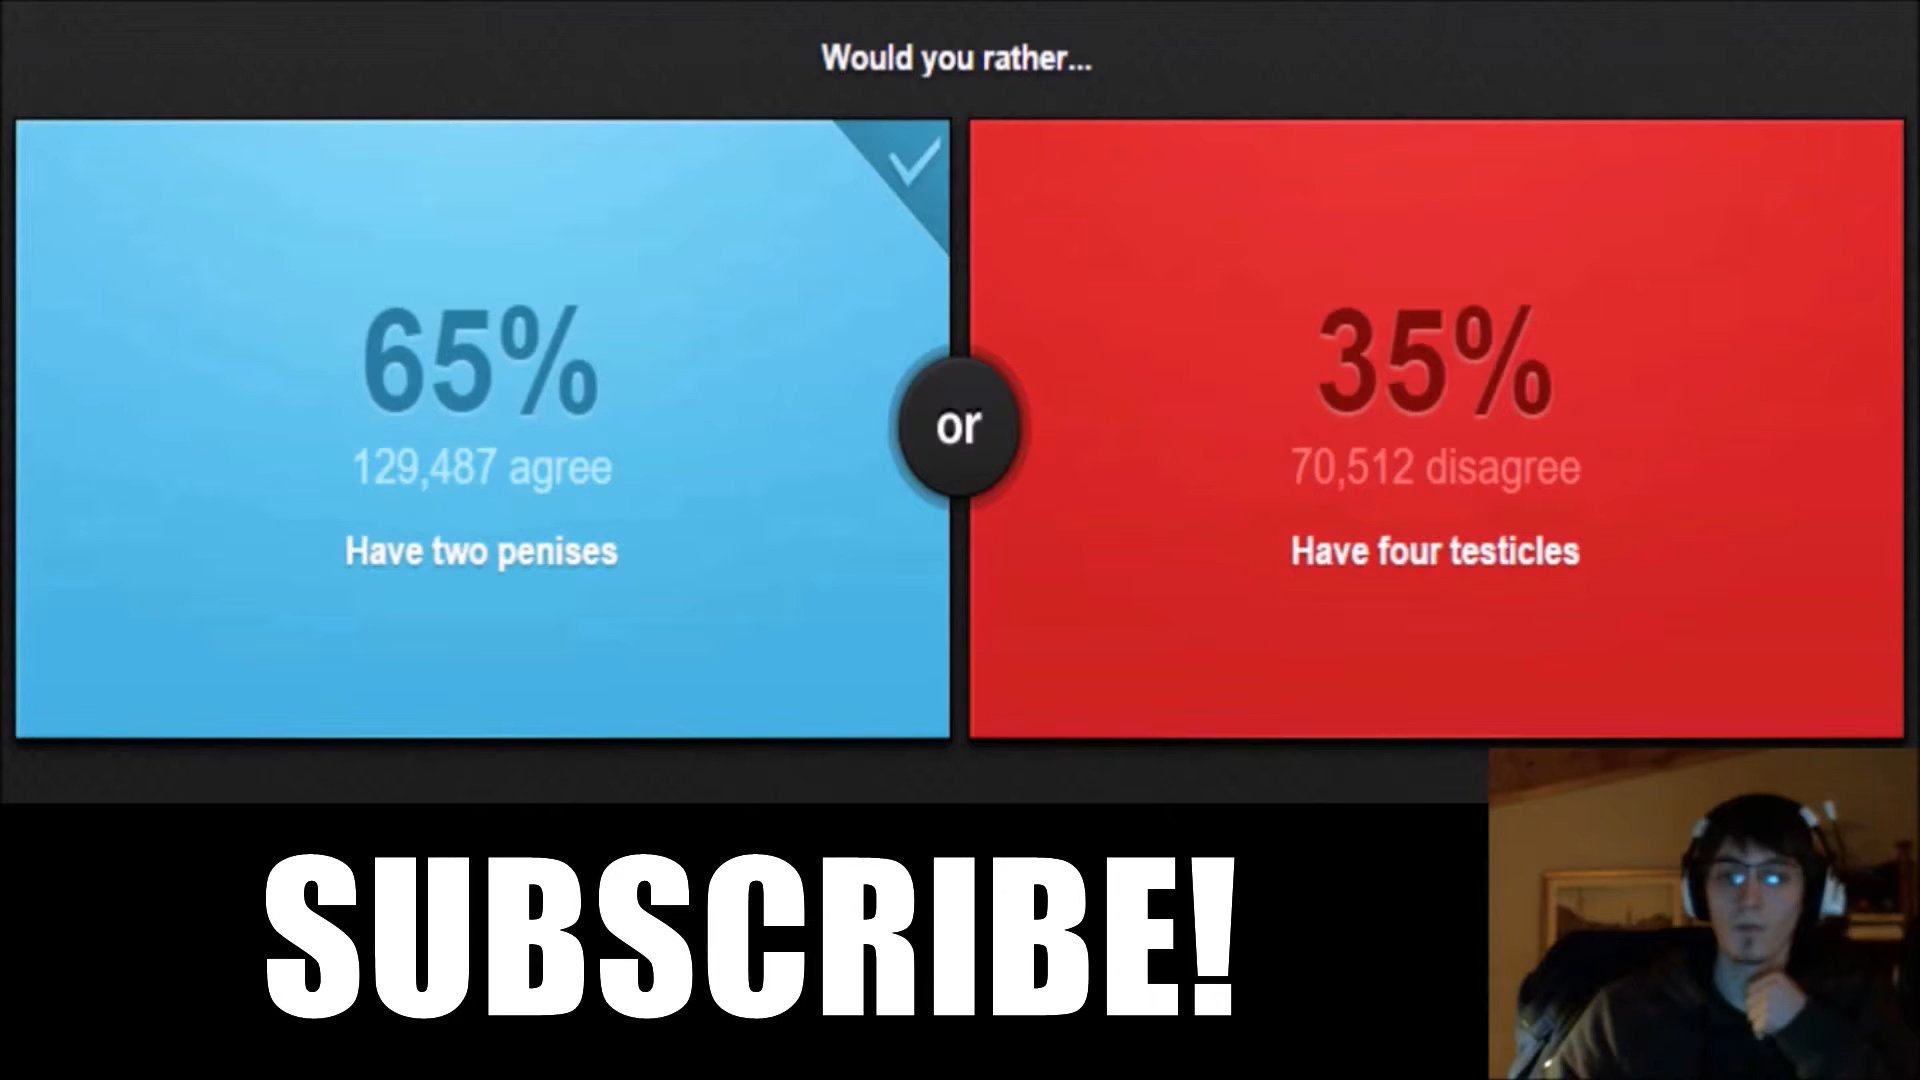 Would you rather...
65%
129,487 agree
Have two penises
or
35%
70,512 disagree
Have four testicles
SUBSCRIBE!